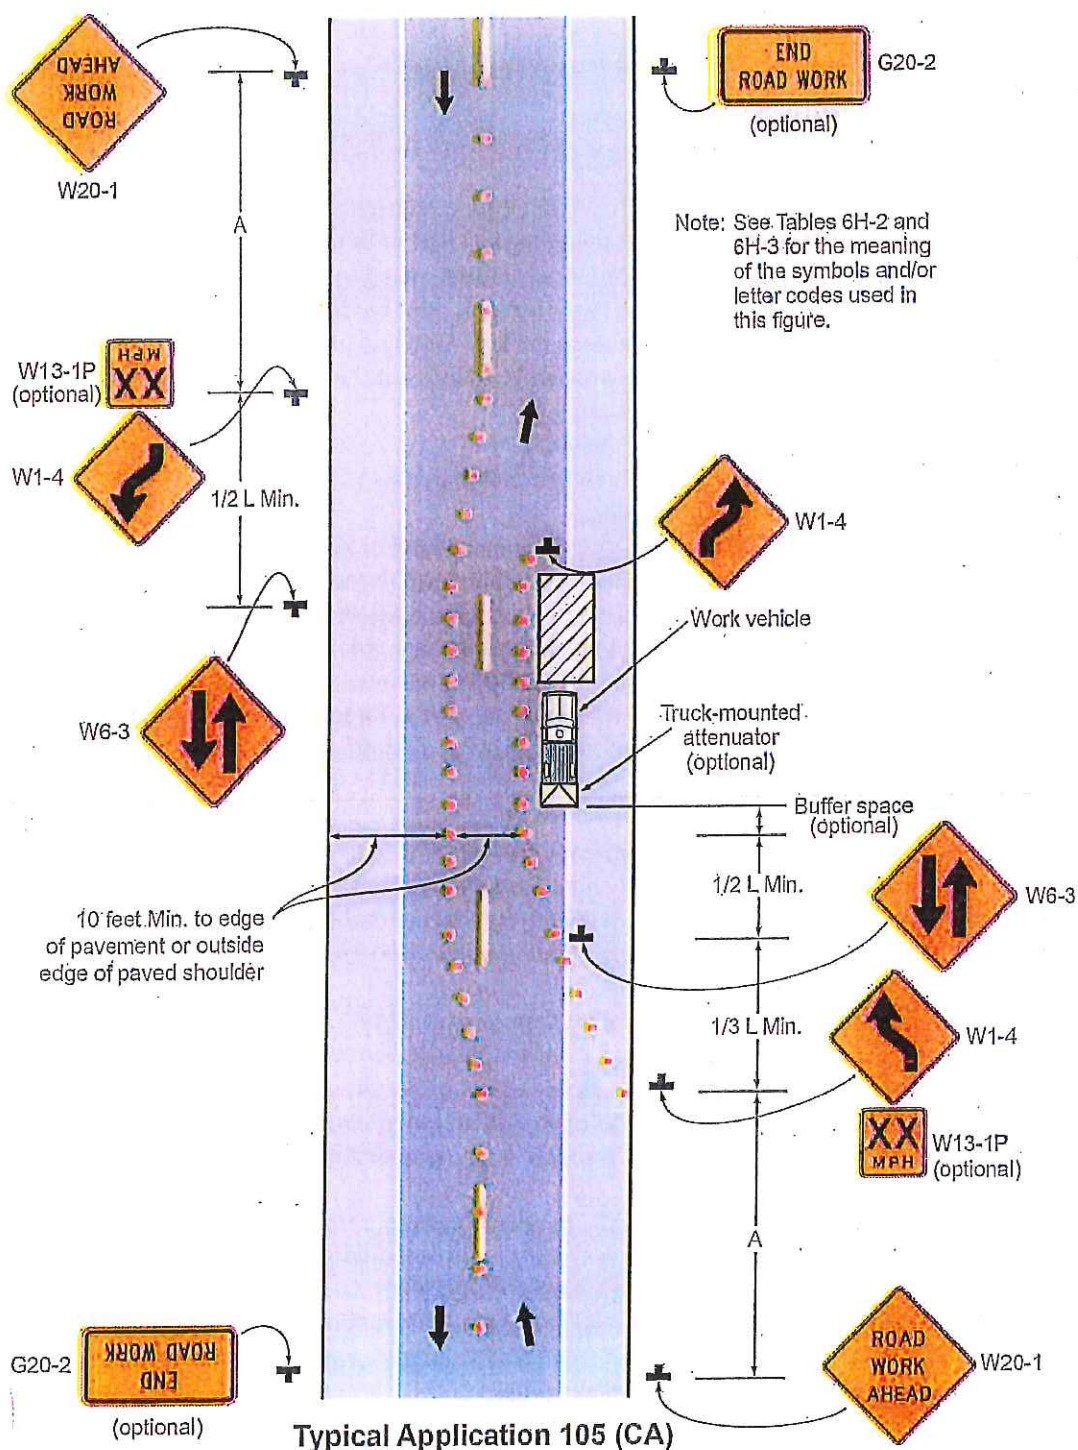 ROAD
WORK
AHEAD
W20-1
A
END
ROAD WORK
G20-2
(optional)
Note: See Tables 6H-2 and
6H-3 for the meaning
of the symbols and/or
letter codes used in
this figure.
W13-1P
(optional)
XX
MPH
W1-4
1/2 L Min.
W6-3
W1-4
Work vehicle
Truck-mounted
attenuator
(optional)
Buffer space
(optional)
1/2 L Min.
W6-3
10 feet Min. to edge
of pavement or outside
edge of paved shoulder
1/3 L Min.
W1-4
XX
MPH
W13-1P
(optional)
A
G20-2
END
ROAD WORK
(optional)
ROAD
WORK
AHEAD
W20-1
Typical Application 105 (CA)